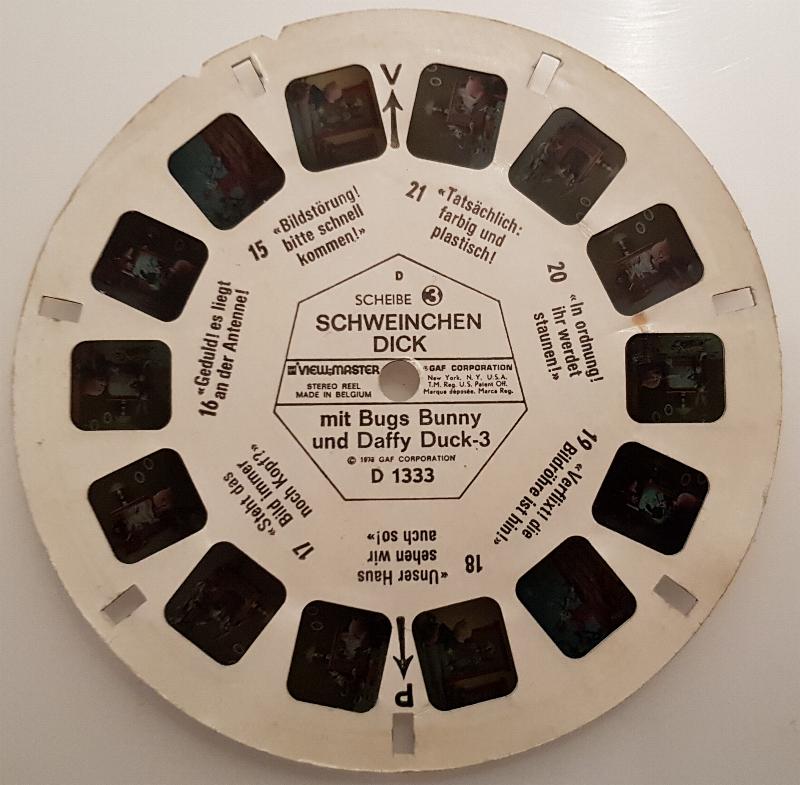 V
D
SCHEIBE 3
SCHWEINCHEN
DICK
VIEW-MASTER
STEREO REEL
MADE IN BELGIUM
®GAF CORPORATION
New York, N.Y. U.S.A.
T.M. Reg. U.S. Patent Off.
Marque déposée. Marca Reg.
mit Bugs Bunny
und Daffy Duck-3
© GAF CORPORATION
D 1333
15 «Bildstörung!
bitte schnell
kommen!»
16 «Geduld! es liegt
an der Antenne!
17 «Steht das
Bild immer
noch Kopf?»
18 «Unser Haus
sehen wir
auch so!»
19 «Verflixt! die
Bildröhre ist hin!»
20 «In ordnung!
ihr werdet
staunen!»
21 «Tatsächlich:
farbig und
plastisch!
P